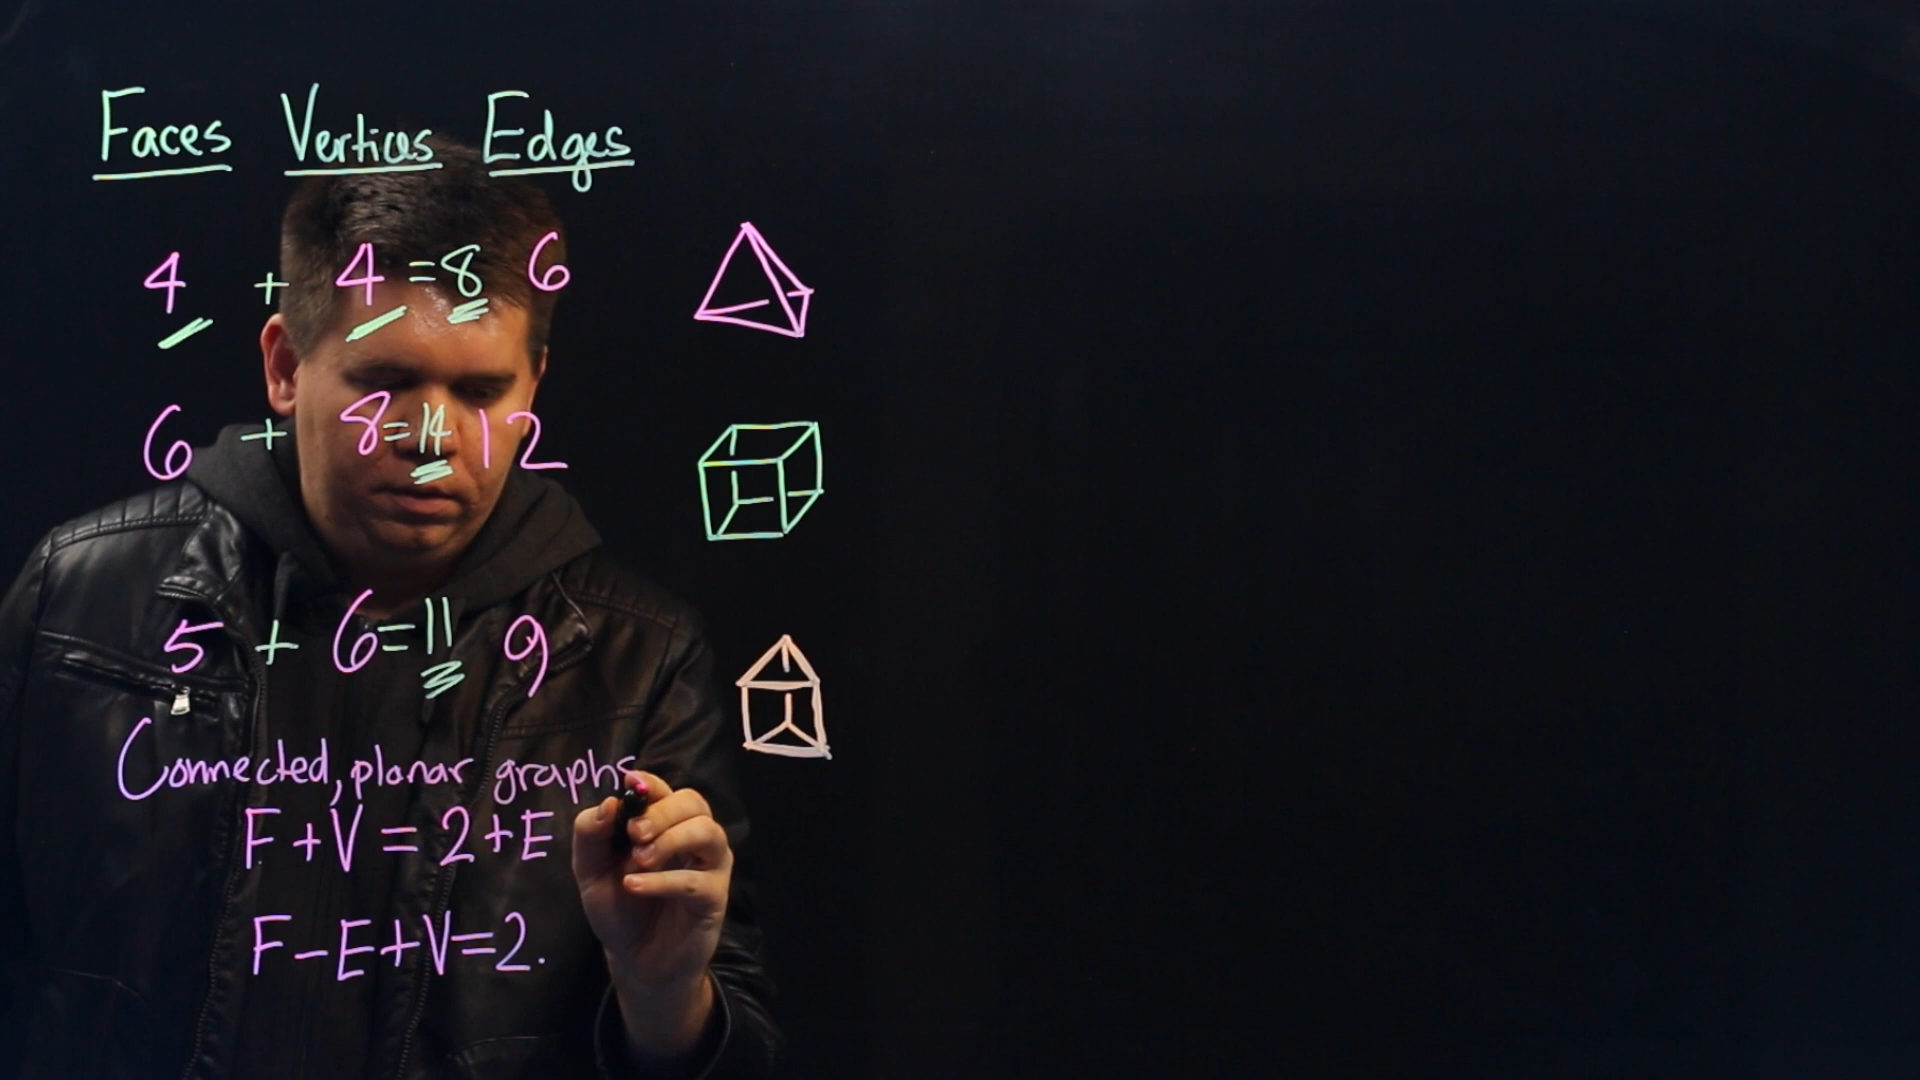 Faces Vertices Edges
4 + 4 = 8 6
6 + 8 = 14 12
5 + 6 = 11 9
Connected, planar graphs
F + V = 2 + E
F - E + V = 2.